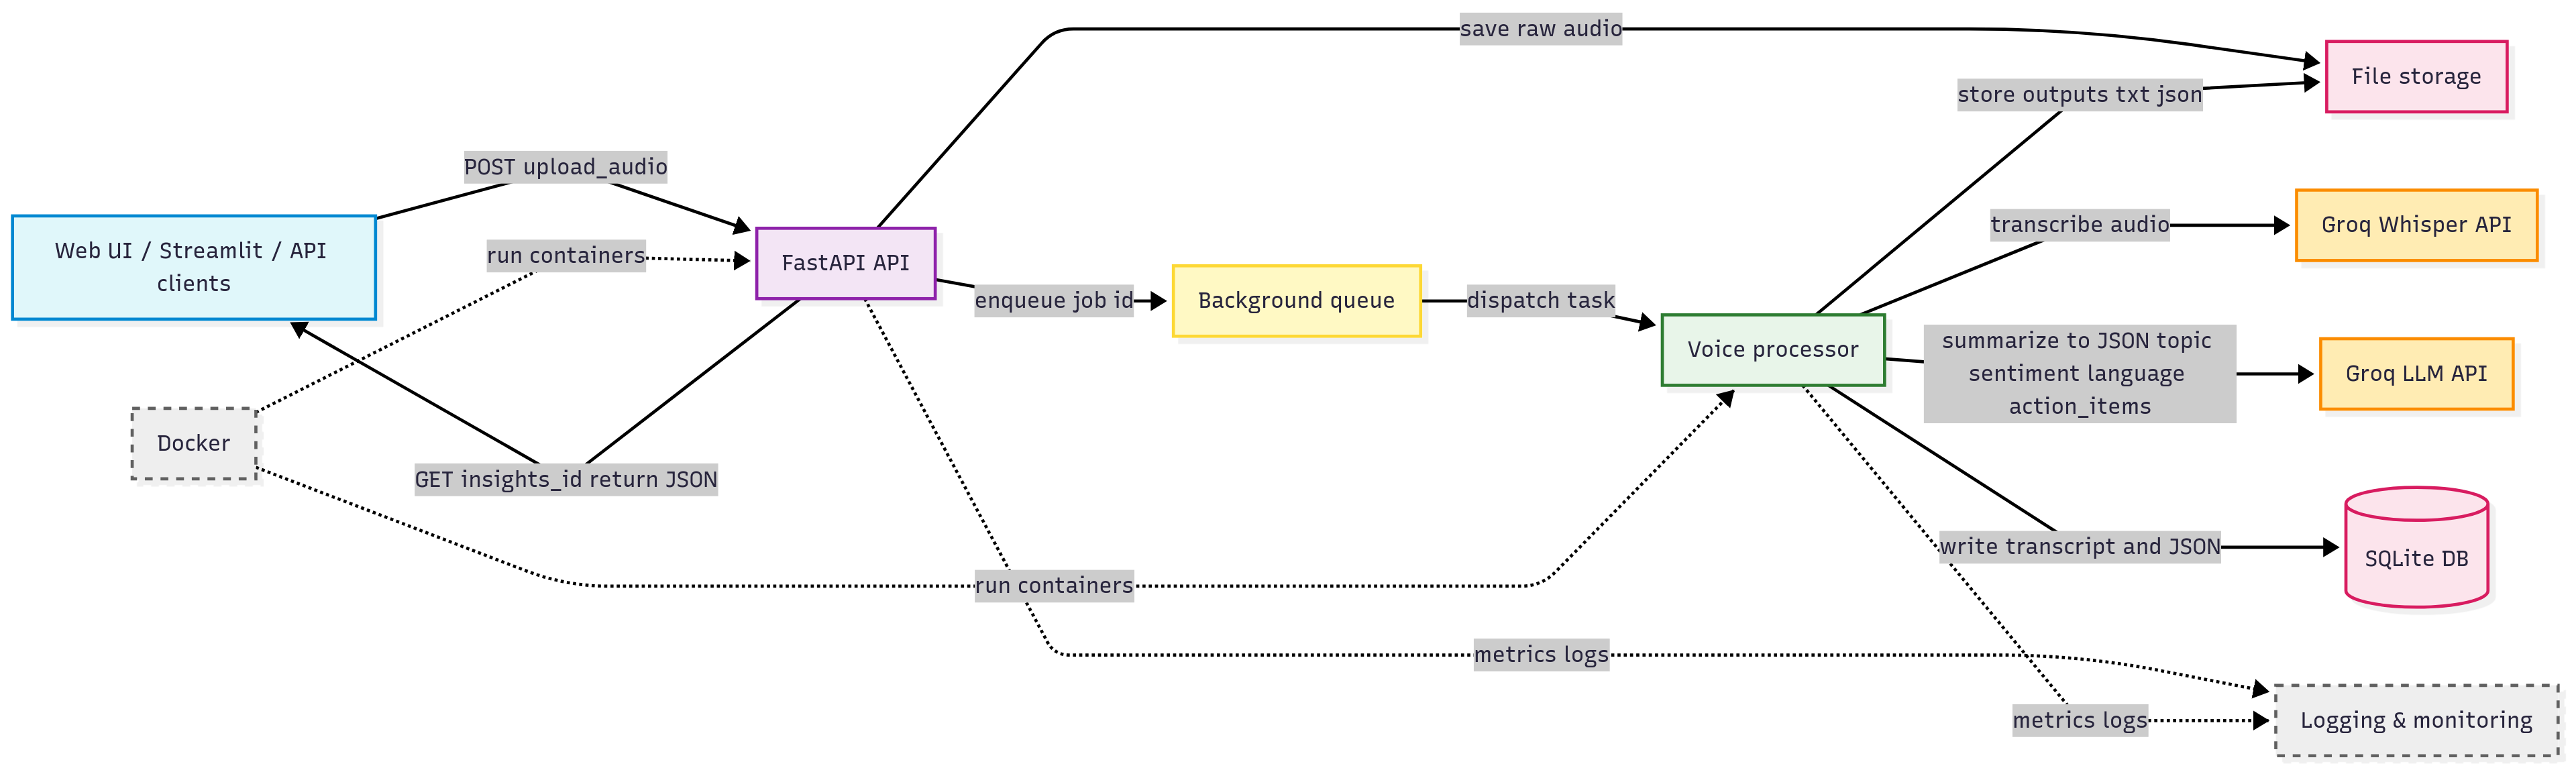 save raw audio
File storage
store outputs txt json
POST upload_audio
transcribe audio
Groq Whisper API
Web UI / Streamlit / API
clients
run containers
FastAPI API
enqueue job id
Background queue
dispatch task
Voice processor
summarize to JSON topic
sentiment language
action_items
Groq LLM API
Docker
GET insights_id return JSON
write transcript and JSON
SQLite DB
run containers
metrics logs
metrics logs
Logging & monitoring